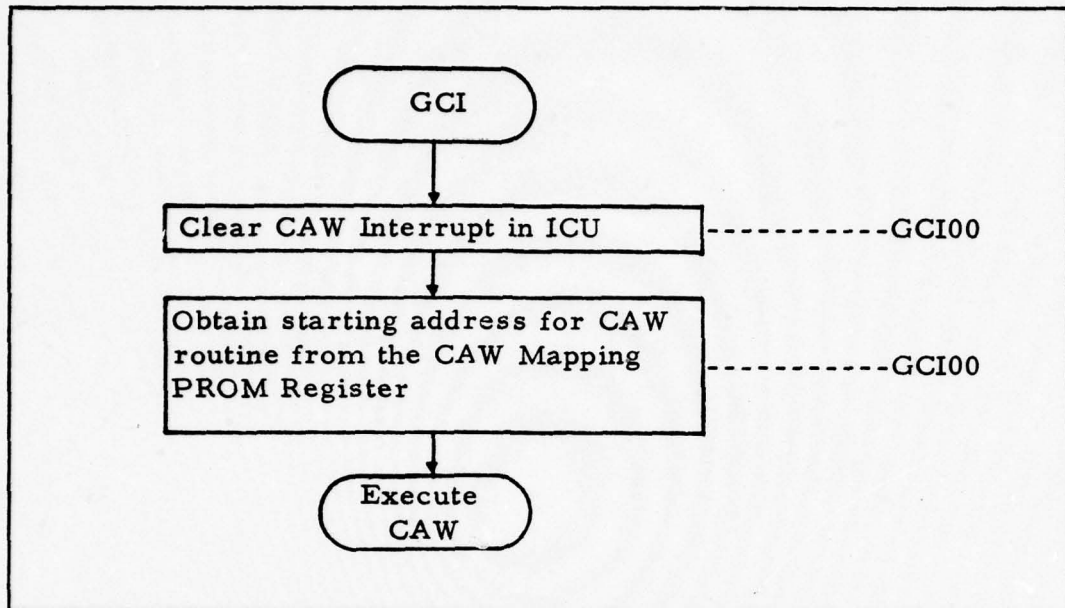 GCI
Clear CAW Interrupt in ICU
GCI00
Obtain starting address for CAW
routine from the CAW Mapping
PROM Register
GCI00
Execute
CAW